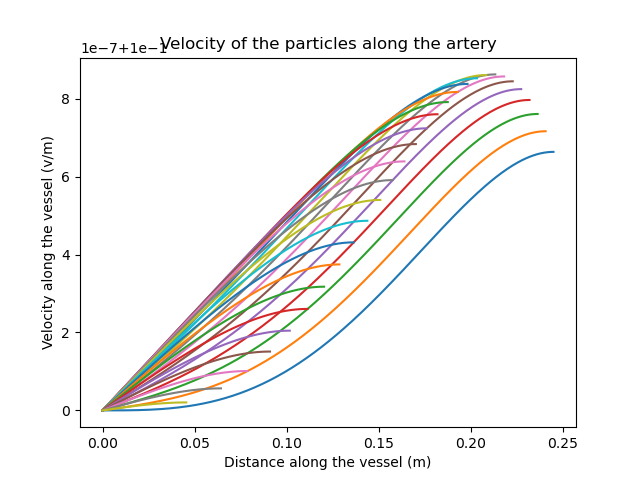 1e-7+1e-1
Velocity of the particles along the artery
8
6
4
2
0
Velocity along the vessel (v/m)
0.00 0.05 0.10 0.15 0.20 0.25
Distance along the vessel (m)